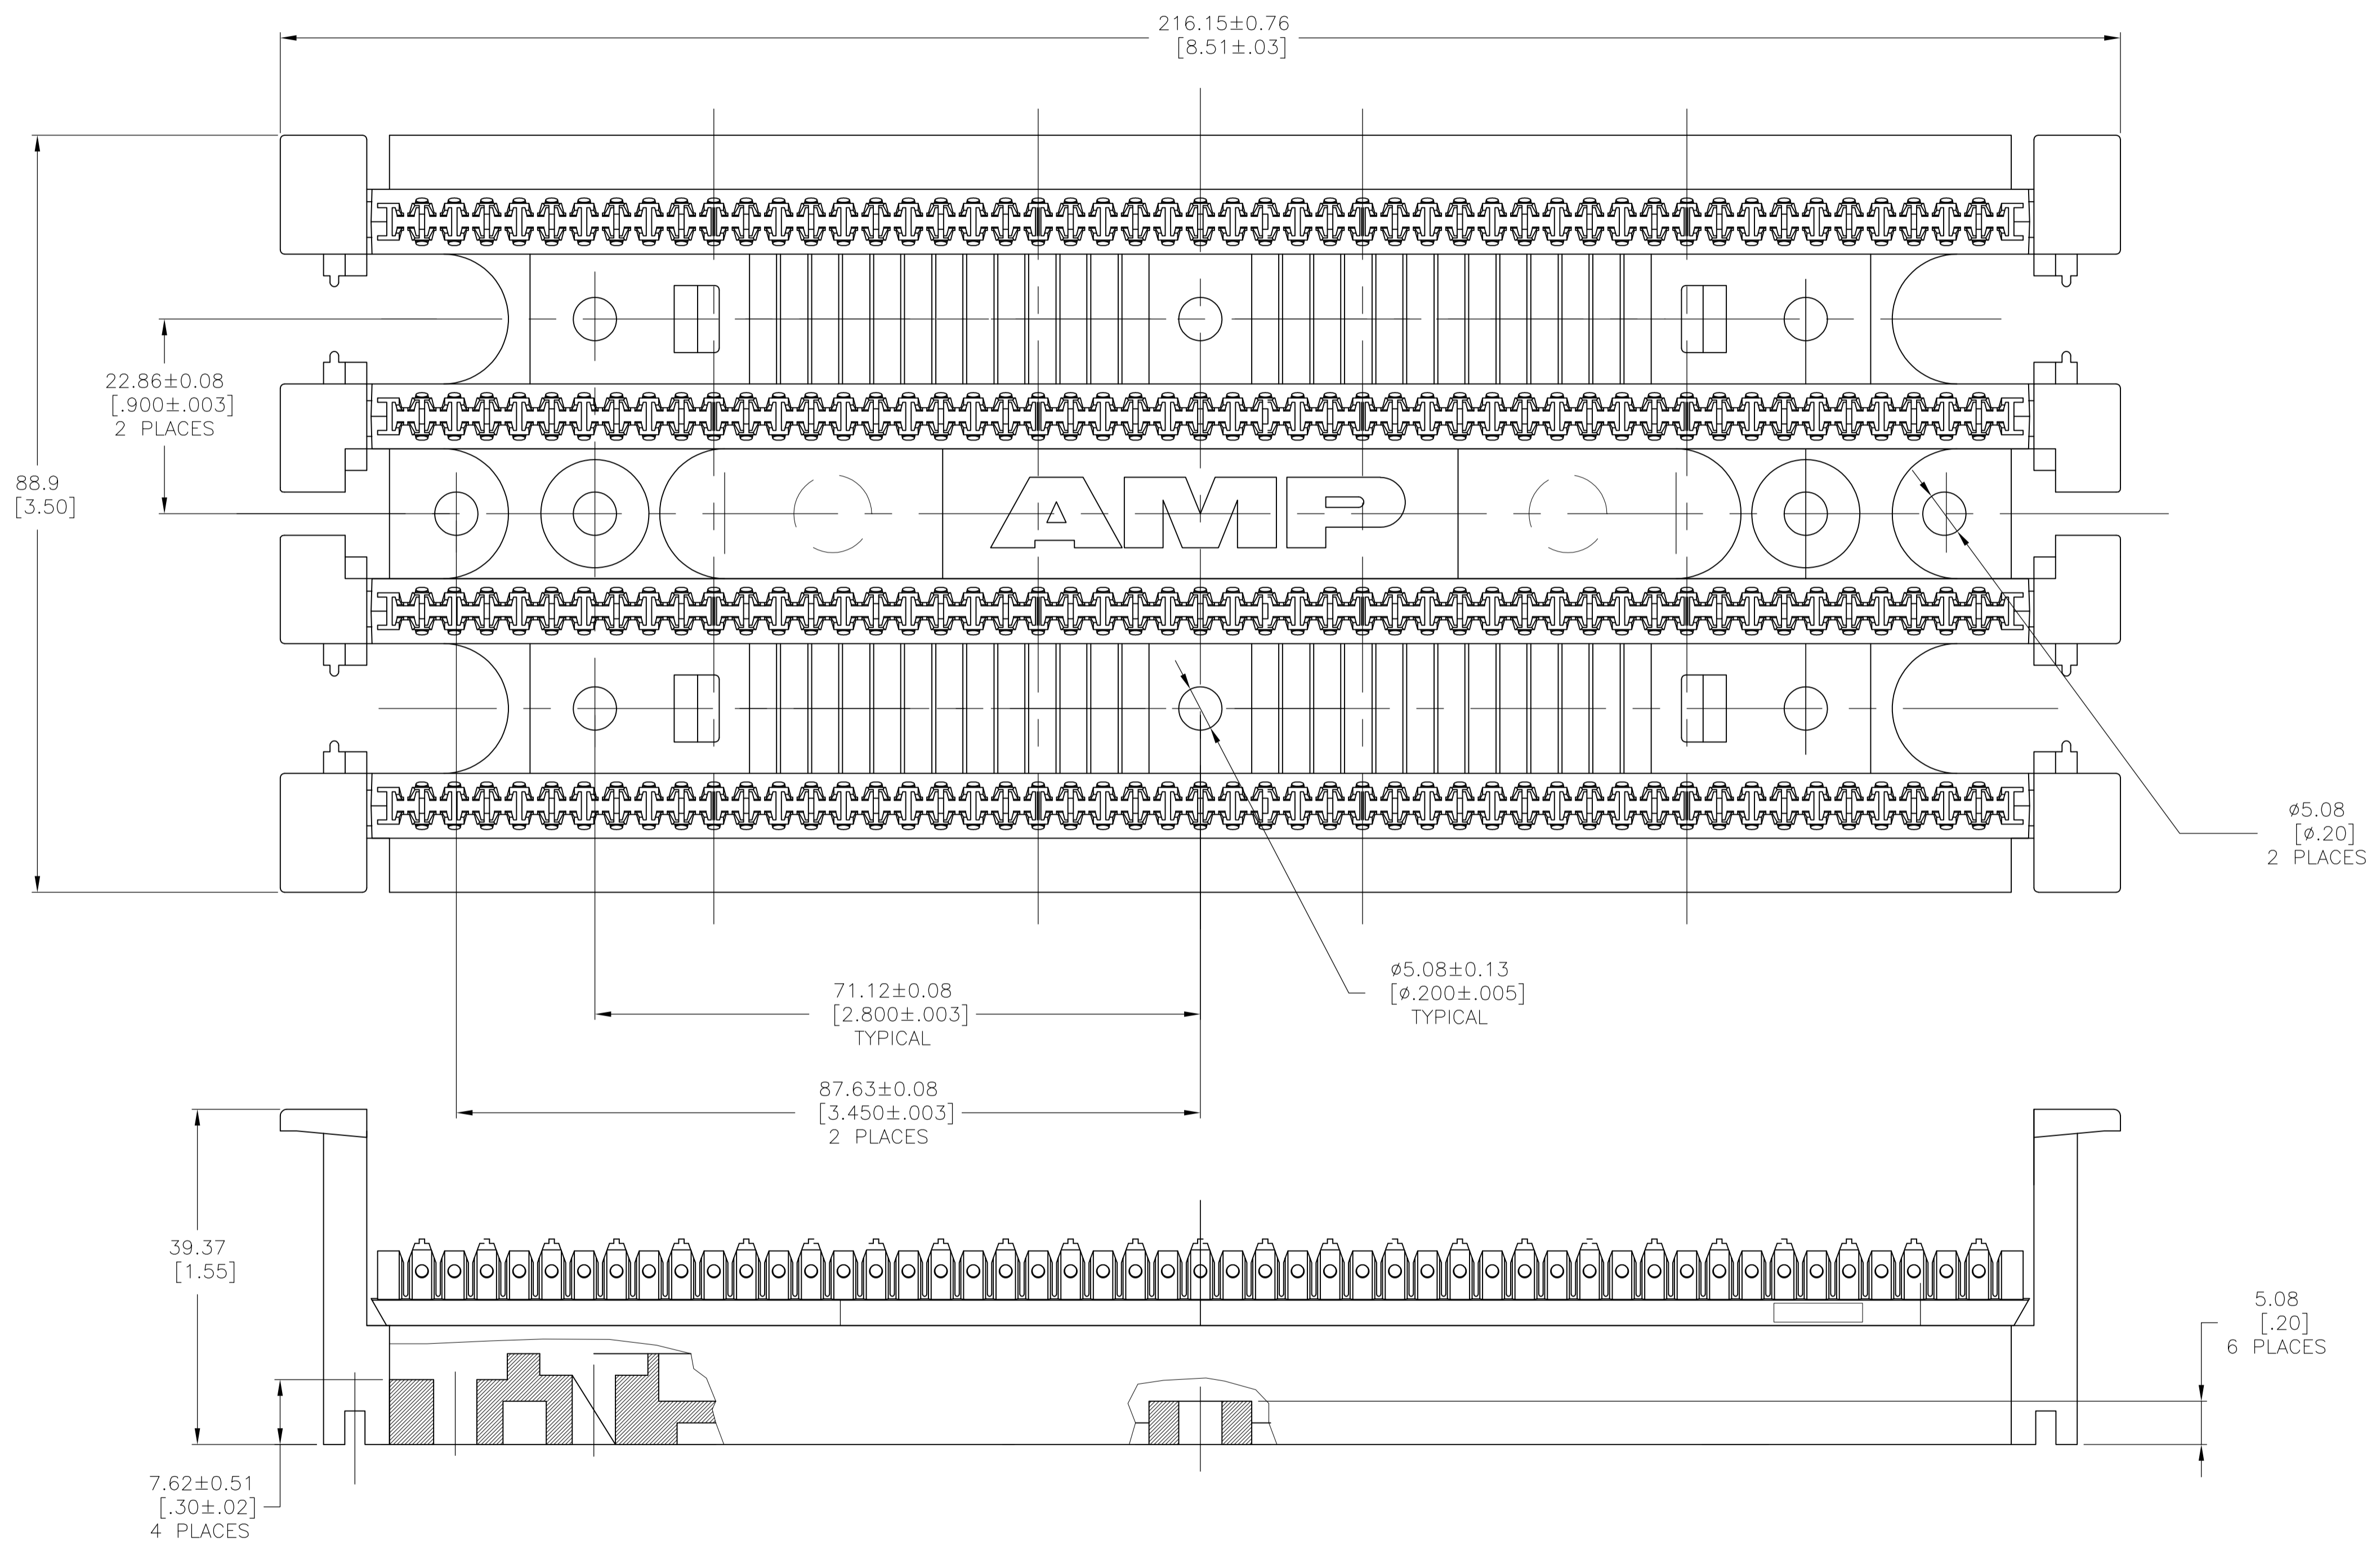 216.15±0.76
[8.51±.03]
22.86±0.08
[.900±.003]
2 PLACES
88.9
[3.50]
AMP
ø5.08
[ø.20]
2 PLACES
ø5.08±0.13
[ø.200±.005]
TYPICAL
71.12±0.08
[2.800±.003]
TYPICAL
87.63±0.08
[3.450±.003]
2 PLACES
39.37
[1.55]
5.08
[.20]
6 PLACES
7.62±0.51
[.30±.02]
4 PLACES